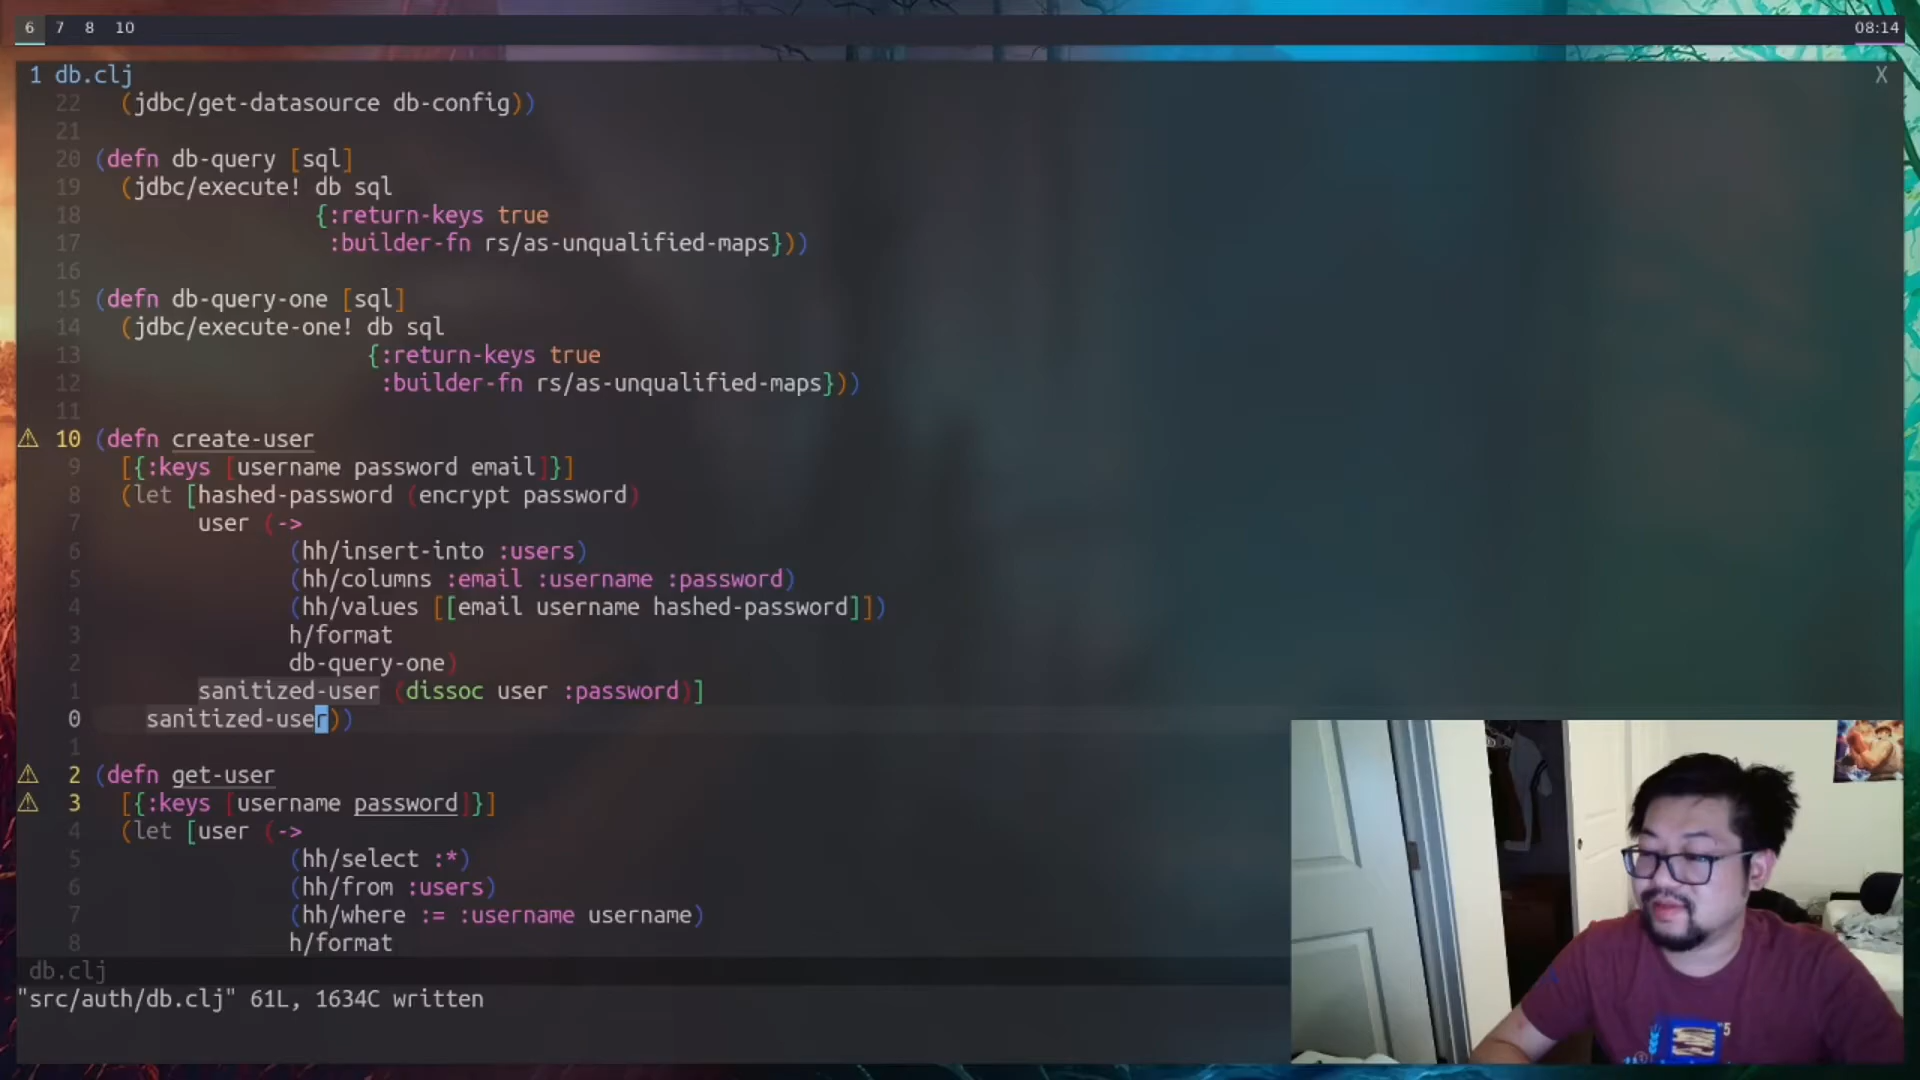 6 7 8 10 08:14
1 db.clj X
22 (jdbc/get-datasource db-config))
21
20 (defn db-query [sql]
19 (jdbc/execute! db sql
18 {:return-keys true
17 :builder-fn rs/as-unqualified-maps}))
16
15 (defn db-query-one [sql]
14 (jdbc/execute-one! db sql
13 {:return-keys true
12 :builder-fn rs/as-unqualified-maps}))
11
⚠ 10 (defn create-user
9 [{:keys [username password email]}]
8 (let [hashed-password (encrypt password)
7 user (->
6 (hh/insert-into :users)
5 (hh/columns :email :username :password)
4 (hh/values [[email username hashed-password]])
3 h/format
2 db-query-one)
1 sanitized-user (dissoc user :password)]
0 sanitized-user))
1
⚠ 2 (defn get-user
⚠ 3 [{:keys [username password]}]
4 (let [user (->
5 (hh/select :*)
6 (hh/from :users)
7 (hh/where := :username username)
8 h/format
db.clj
"src/auth/db.clj" 61L, 1634C written